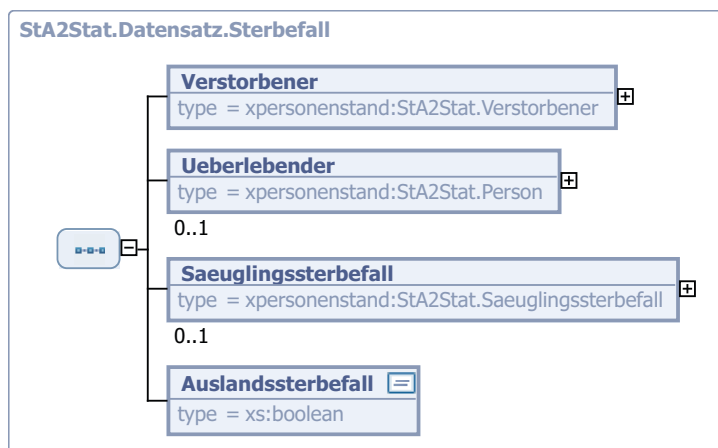 StA2Stat.Datensatz.Sterbefall
Verstorbener
type = xpersonenstand:StA2Stat.Verstorbener
Ueberlebender
type = xpersonenstand:StA2Stat.Person
0..1
Saeuglingssterbefall
type = xpersonenstand:StA2Stat.Saeuglingssterbefall
0..1
Auslandssterbefall
type = xs:boolean